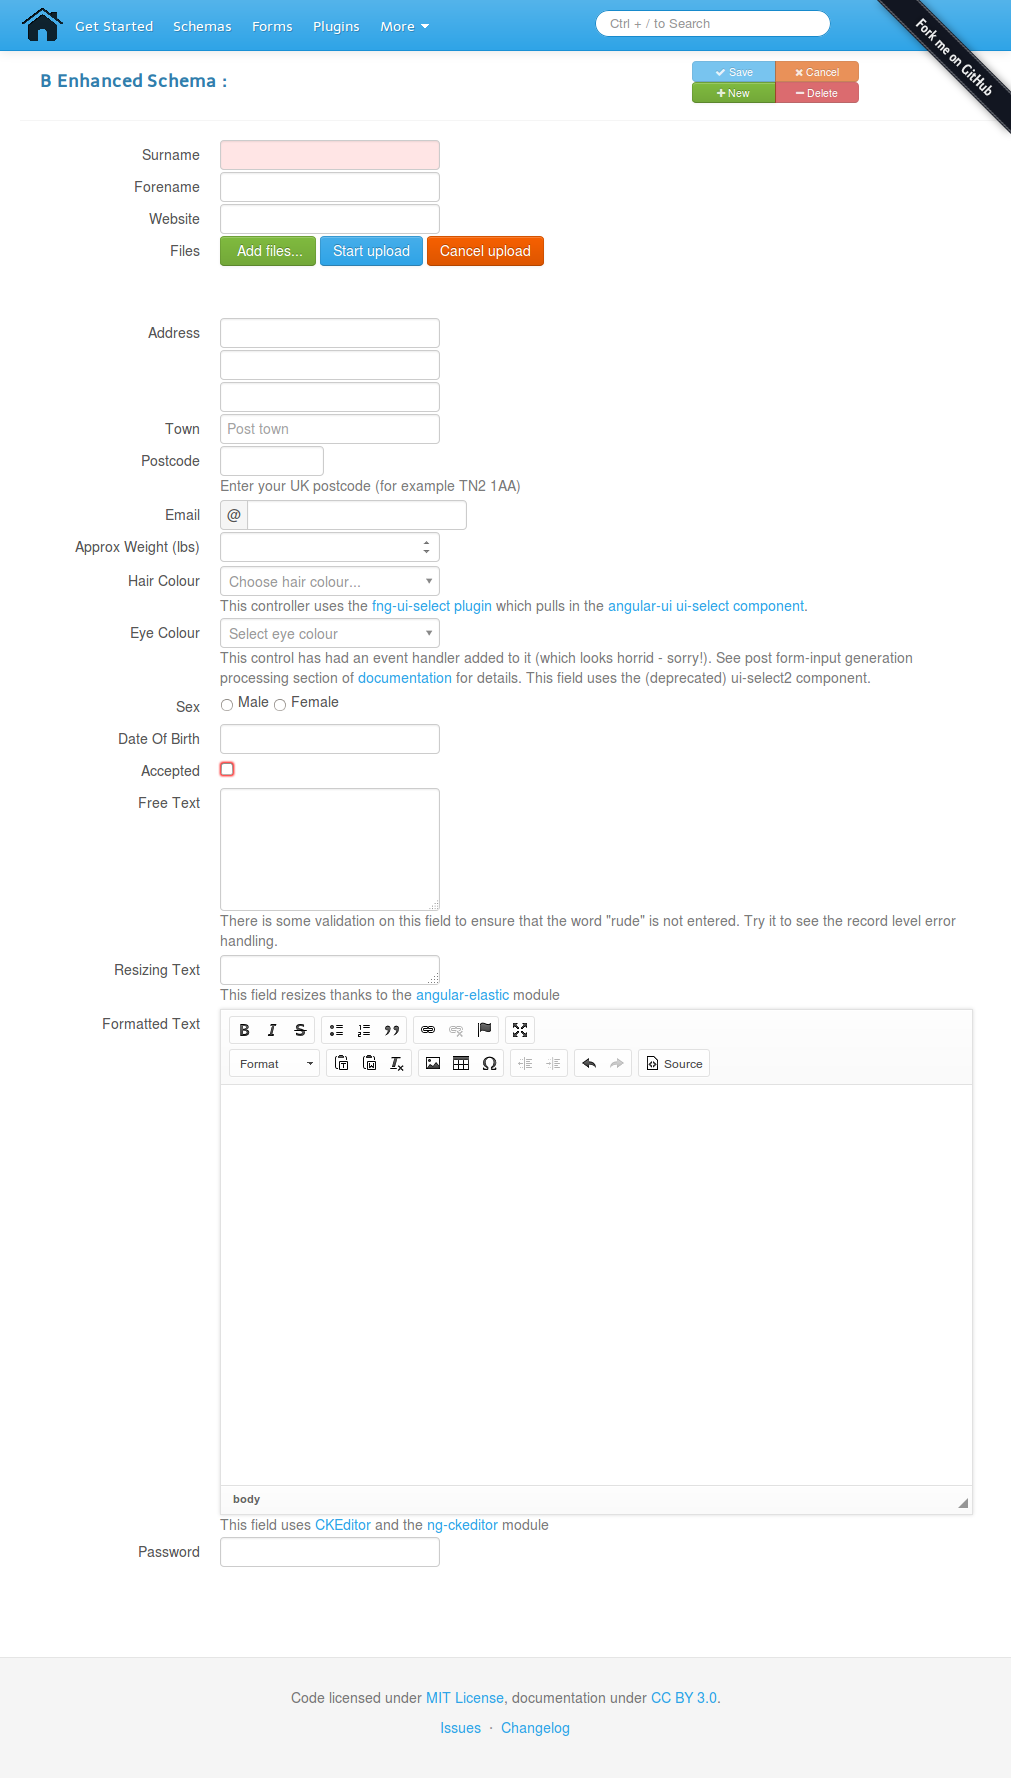 Get Started Schemas Forms Plugins More Ctrl + / to Search
Fork me on GitHub
B Enhanced Schema :
Save Cancel
New Delete
Surname
Forename
Website
Files Add files... Start upload Cancel upload
Address
Town Post town
Postcode
Enter your UK postcode (for example TN2 1AA)
Email @
Approx Weight (lbs)
Hair Colour Choose hair colour...
This controller uses the fng-ui-select plugin which pulls in the angular-ui ui-select component.
Eye Colour Select eye colour
This control has had an event handler added to it (which looks horrid - sorry!). See post form-input generation
processing section of documentation for details. This field uses the (deprecated) ui-select2 component.
Sex Male Female
Date Of Birth
Accepted
Free Text
There is some validation on this field to ensure that the word "rude" is not entered. Try it to see the record level error
handling.
Resizing Text
This field resizes thanks to the angular-elastic module
Formatted Text
Format Source
body
This field uses CKEditor and the ng-ckeditor module
Password
Code licensed under MIT License, documentation under CC BY 3.0.
Issues · Changelog